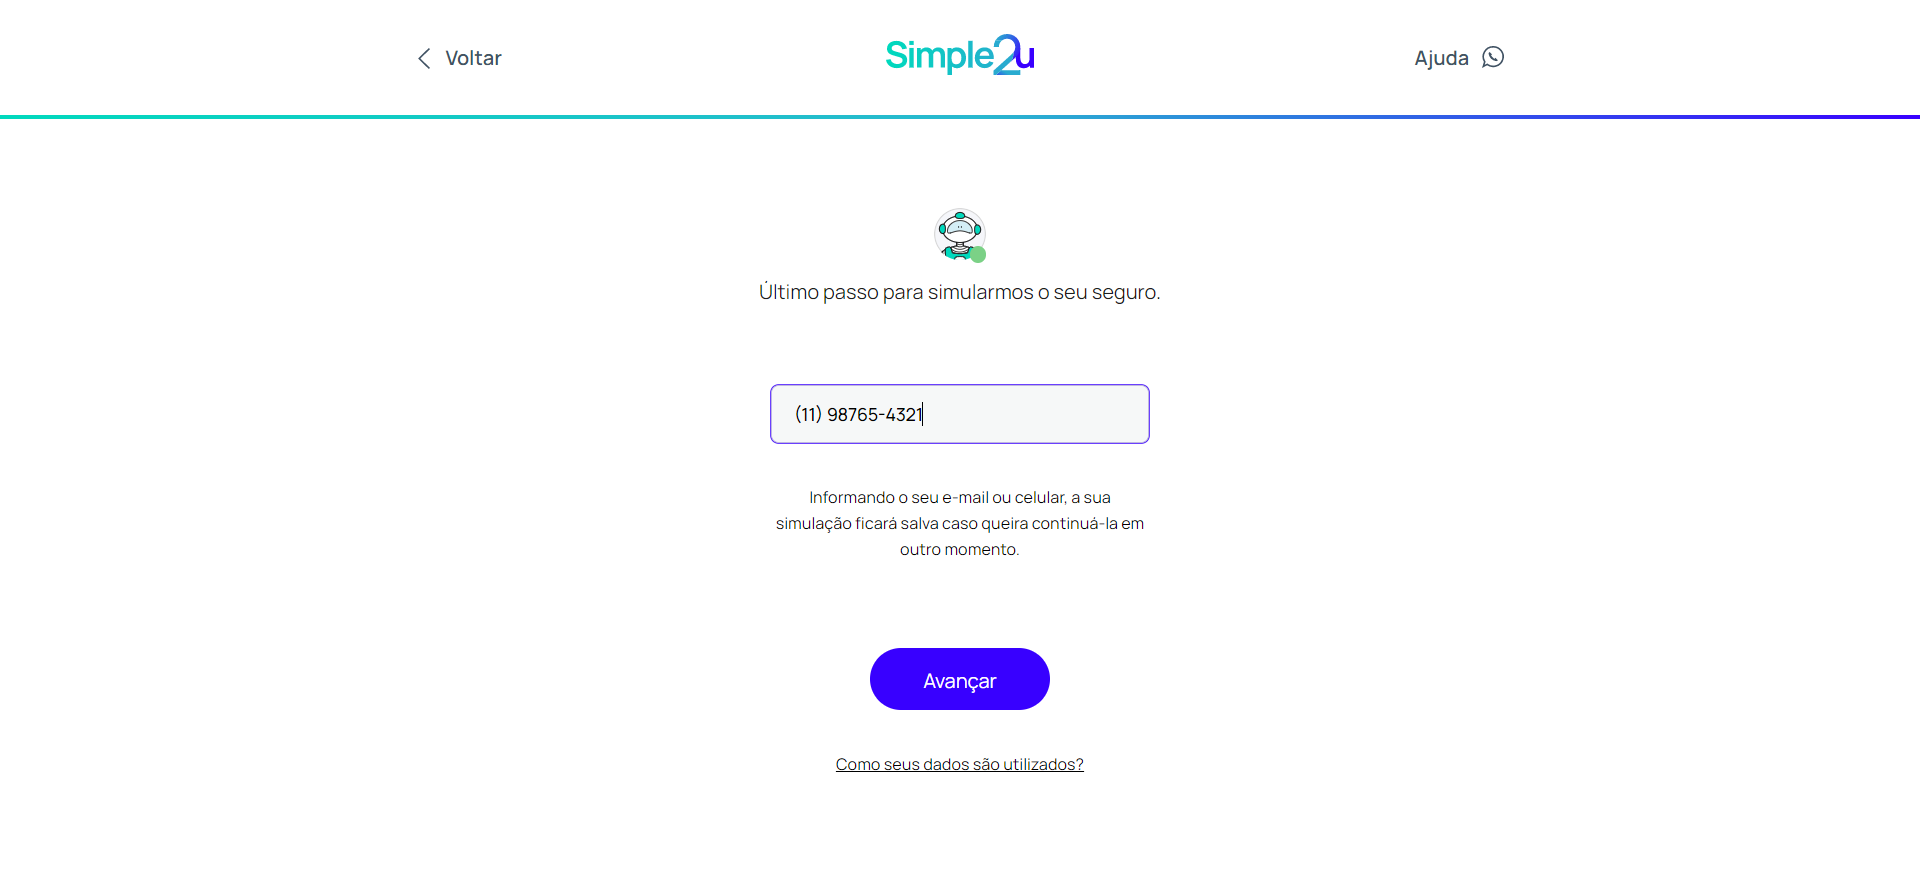 Voltar
Simple2u
Ajuda
Último passo para simularmos o seu seguro.
(11) 98765-4321
Informando o seu e-mail ou celular, a sua
simulação ficará salva caso queira continuá-la em
outro momento.
Avançar
Como seus dados são utilizados?